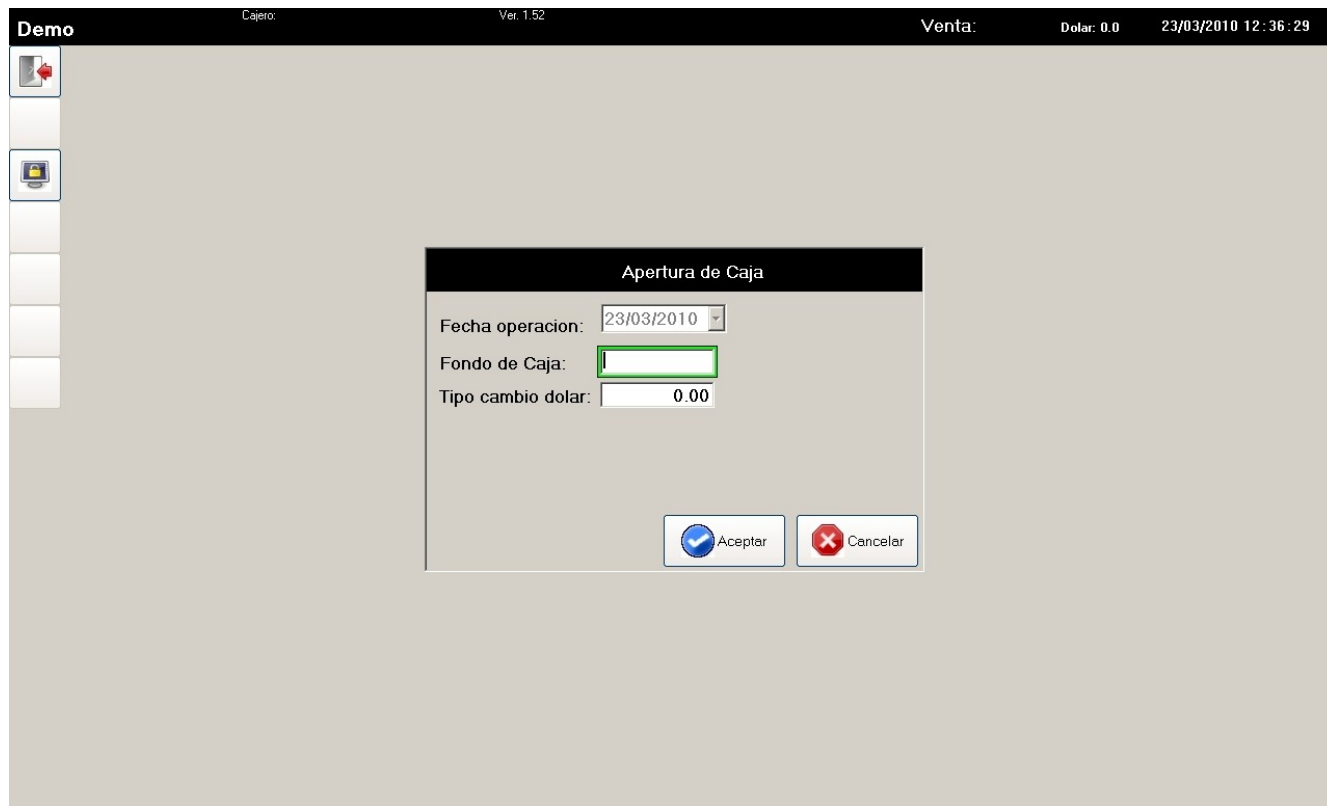 Demo Cajero: Ver. 1.52 Venta: Dolar: 0.0 23/03/2010 12:36:29
Apertura de Caja
Fecha operacion: 23/03/2010
Fondo de Caja:
Tipo cambio dolar: 0.00
Aceptar Cancelar